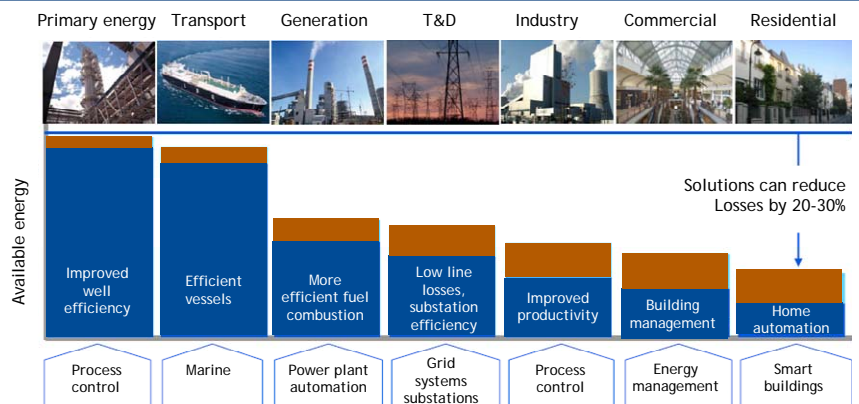 Primary energy
Transport
Generation
T&D
Industry
Commercial
Residential
Available energy
Solutions can reduce
Losses by 20-30%
Improved
well
efficiency
Efficient
vessels
More
efficient fuel
combustion
Low line
losses,
substation
efficiency
Improved
productivity
Building
management
Home
automation
Process
control
Marine
Power plant
automation
Grid
systems
substations
Process
control
Energy
management
Smart
buildings